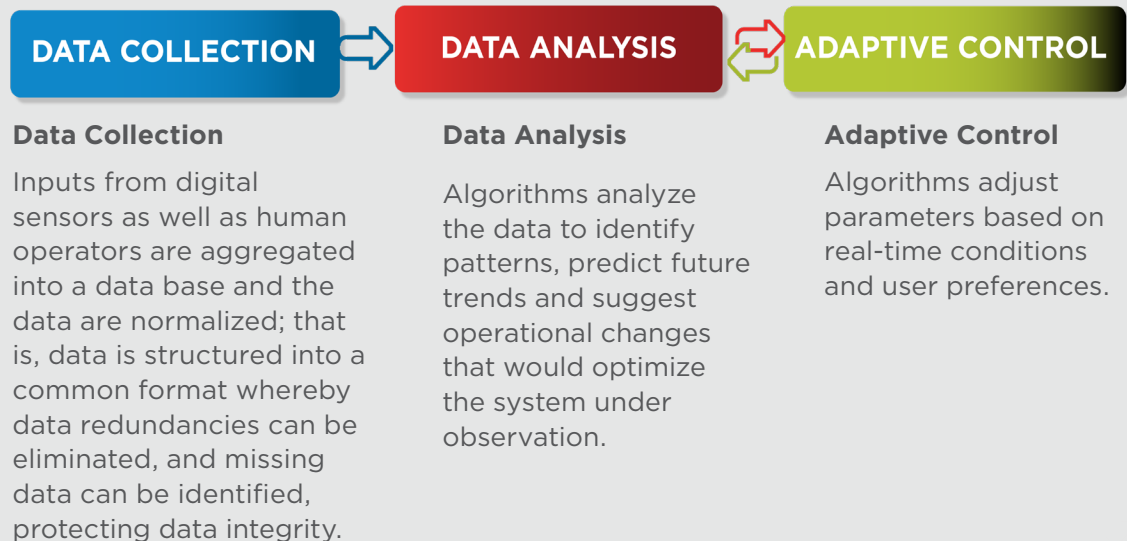 DATA COLLECTION
DATA ANALYSIS
ADAPTIVE CONTROL
Data Collection
Inputs from digital
sensors as well as human
operators are aggregated
into a data base and the
data are normalized; that
is, data is structured into a
common format whereby
data redundancies can be
eliminated, and missing
data can be identified,
protecting data integrity.
Data Analysis
Algorithms analyze
the data to identify
patterns, predict future
trends and suggest
operational changes
that would optimize
the system under
observation.
Adaptive Control
Algorithms adjust
parameters based on
real-time conditions
and user preferences.